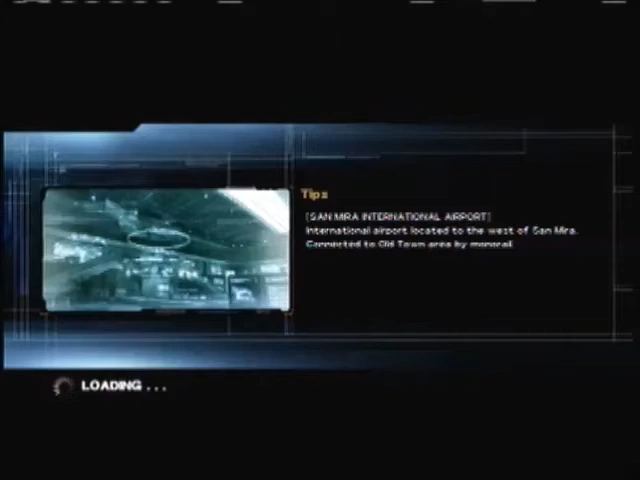 Tips
[SAN MIRA INTERNATIONAL AIRPORT]
International airport located to the west of San Mira.
Connected to Old Town area by monorail.
LOADING . . .